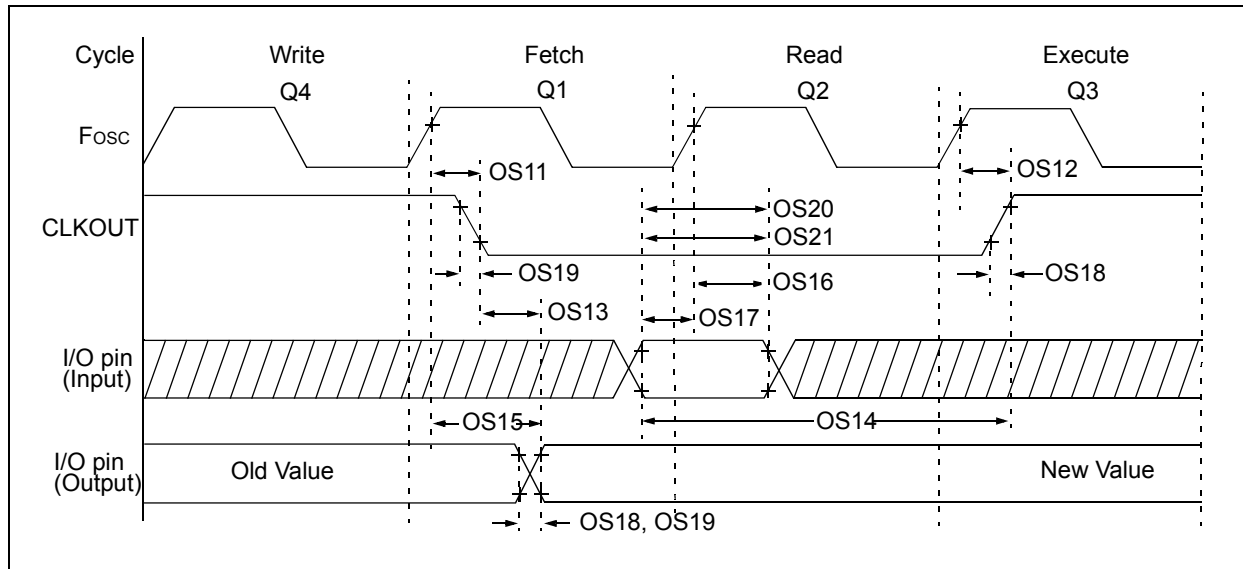 Cycle Write Fetch Read Execute
Q4 Q1 Q2 Q3
Fosc
OS11 OS12
CLKOUT
OS20
OS21
OS19 OS16 OS18
OS13 OS17
I/O pin
(Input)
OS15 OS14
I/O pin
(Output)
Old Value New Value
OS18, OS19